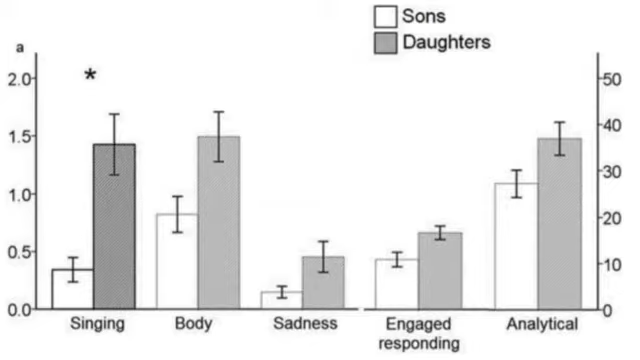 Sons
Daughters
a
2.0
1.5
1.0
0.5
0.0
*
50
40
30
20
10
0
Singing
Body
Sadness
Engaged
responding
Analytical